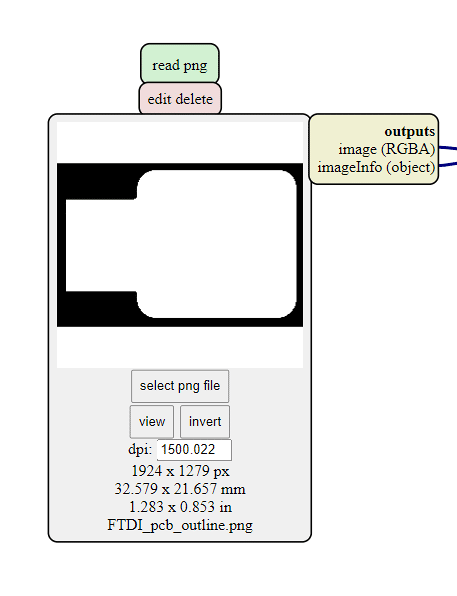 read png
edit delete
outputs
image (RGBA)
imageInfo (object)
select png file
view invert
dpi: 1500.022
1924 x 1279 px
32.579 x 21.657 mm
1.283 x 0.853 in
FTDI_pcb_outline.png